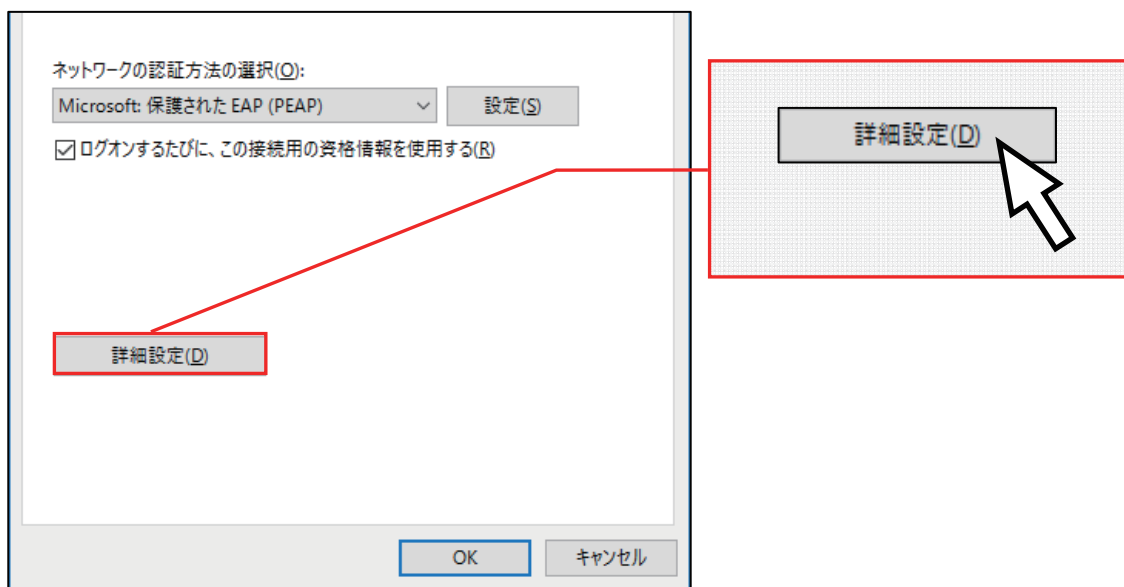 ネットワークの認証方法の選択(O):
Microsoft: 保護された EAP (PEAP)
設定(S)
ログオンするたびに、この接続用の資格情報を使用する(R)
詳細設定(D)
詳細設定(D)
OK
キャンセル